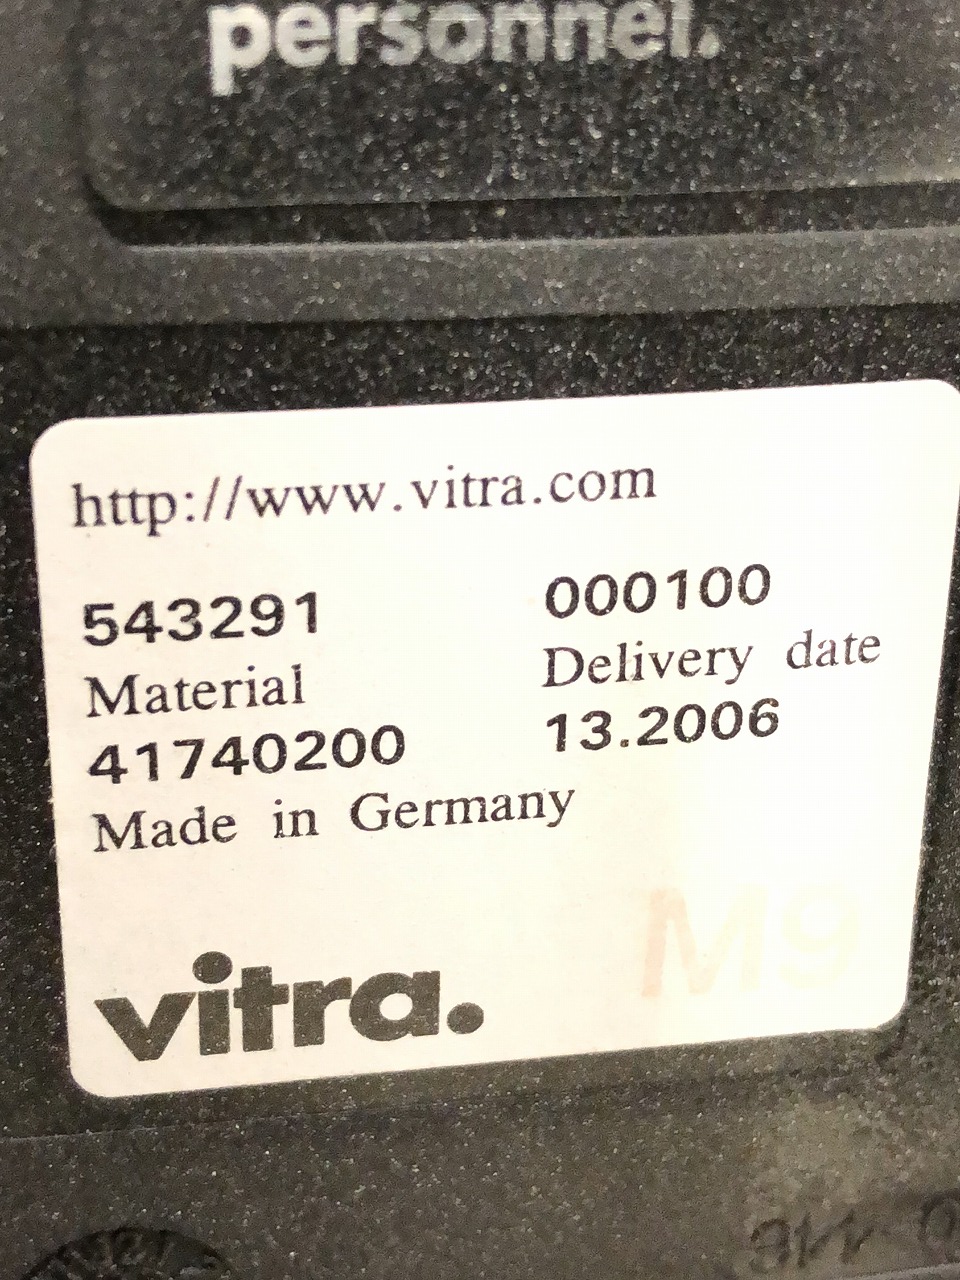 personnel.
http://www.vitra.com
543291 000100
Material Delivery date
41740200 13.2006
Made in Germany
M9
vitra.